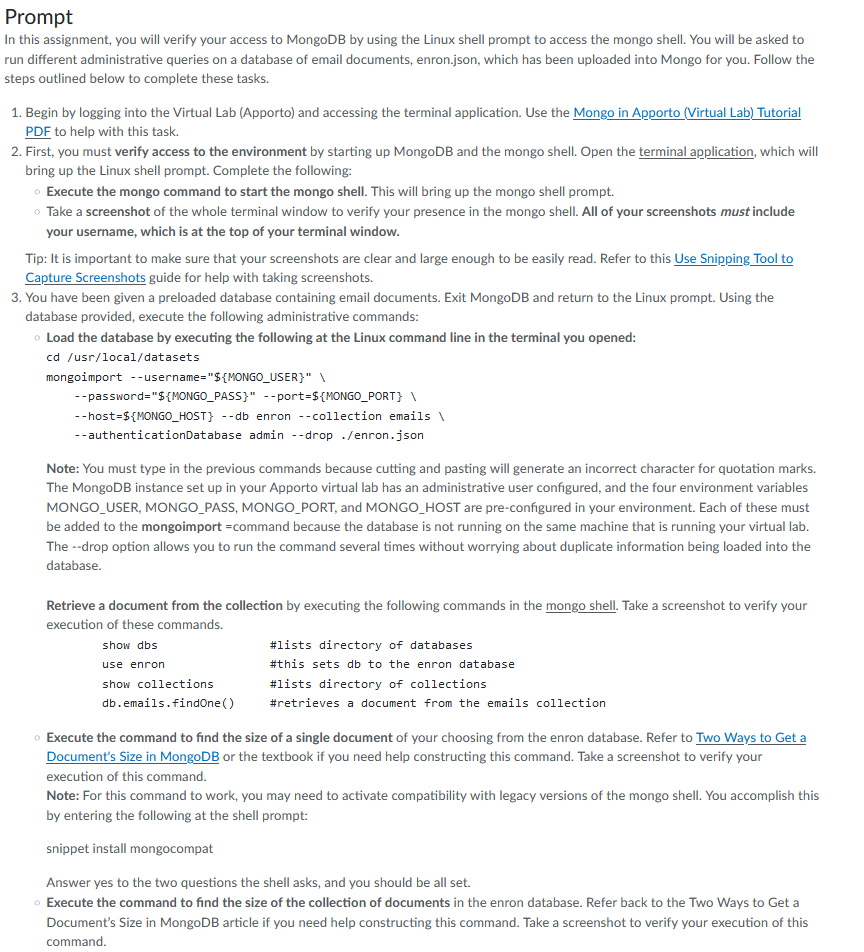 Prompt
In this assignment, you will verify your access to MongoDB by using the Linux shell prompt to access the mongo shell. You will be asked to
run different administrative queries on a database of email documents, enron.json, which has been uploaded into Mongo for you. Follow the
steps outlined below to complete these tasks.
1. Begin by logging into the Virtual Lab (Apporto) and accessing the terminal application. Use the Mongo in Apporto (Virtual Lab) Tutorial
PDF to help with this task.
2. First, you must verify access to the environment by starting up MongoDB and the mongo shell. Open the terminal application, which will
bring up the Linux shell prompt. Complete the following:
○ Execute the mongo command to start the mongo shell. This will bring up the mongo shell prompt.
○ Take a screenshot of the whole terminal window to verify your presence in the mongo shell. All of your screenshots must include
your username, which is at the top of your terminal window.
Tip: It is important to make sure that your screenshots are clear and large enough to be easily read. Refer to this Use Snipping Tool to
Capture Screenshots guide for help with taking screenshots.
3. You have been given a preloaded database containing email documents. Exit MongoDB and return to the Linux prompt. Using the
database provided, execute the following administrative commands:
○ Load the database by executing the following at the Linux command line in the terminal you opened:
cd /usr/local/datasets
mongoimport --username="${MONGO_USER}" \
--password="${MONGO_PASS}" --port=${MONGO_PORT} \
--host=${MONGO_HOST} --db enron --collection emails \
--authenticationDatabase admin --drop ./enron.json
Note: You must type in the previous commands because cutting and pasting will generate an incorrect character for quotation marks.
The MongoDB instance set up in your Apporto virtual lab has an administrative user configured, and the four environment variables
MONGO_USER, MONGO_PASS, MONGO_PORT, and MONGO_HOST are pre-configured in your environment. Each of these must
be added to the mongoimport =command because the database is not running on the same machine that is running your virtual lab.
The --drop option allows you to run the command several times without worrying about duplicate information being loaded into the
database.
Retrieve a document from the collection by executing the following commands in the mongo shell. Take a screenshot to verify your
execution of these commands.
show dbs #lists directory of databases
use enron #this sets db to the enron database
show collections #lists directory of collections
db.emails.findOne() #retrieves a document from the emails collection
○ Execute the command to find the size of a single document of your choosing from the enron database. Refer to Two Ways to Get a
Document's Size in MongoDB or the textbook if you need help constructing this command. Take a screenshot to verify your
execution of this command.
Note: For this command to work, you may need to activate compatibility with legacy versions of the mongo shell. You accomplish this
by entering the following at the shell prompt:
snippet install mongocompat
Answer yes to the two questions the shell asks, and you should be all set.
○ Execute the command to find the size of the collection of documents in the enron database. Refer back to the Two Ways to Get a
Document's Size in MongoDB article if you need help constructing this command. Take a screenshot to verify your execution of this
command.